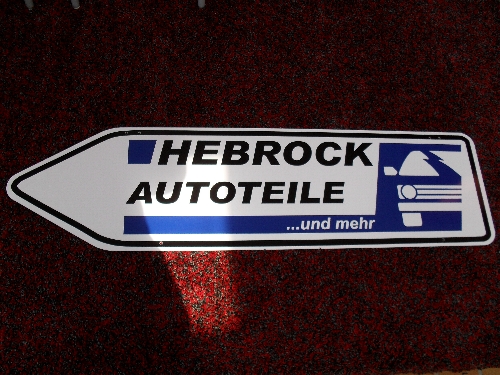 HEBROCK
AUTOTEILE
...und mehr